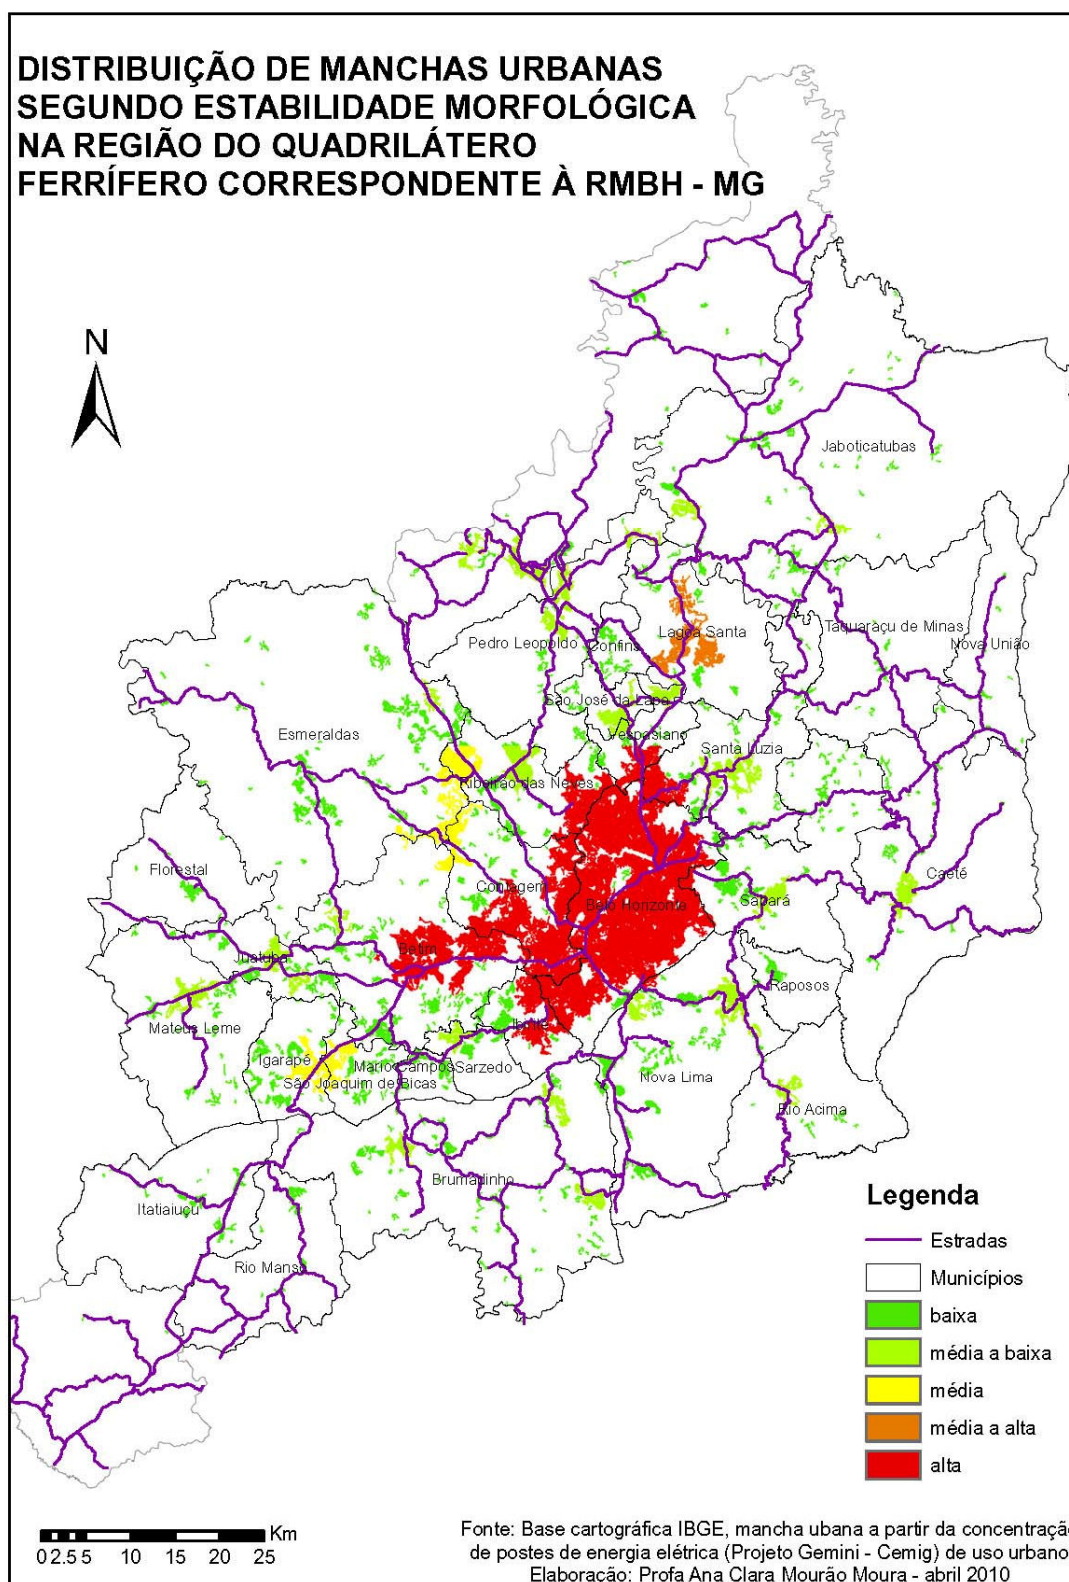 DISTRIBUIÇÃO DE MANCHAS URBANAS
SEGUNDO ESTABILIDADE MORFOLÓGICA
NA REGIÃO DO QUADRILÁTERO
FERRÍFERO CORRESPONDENTE À RMBH - MG
N
Jaboticatubas
Taquaraçu de Minas
Lagoa Santa
Pedro Leopoldo
Confins
Nova União
São José da Lapa
Esmeraldas
Vespasiano
Santa Luzia
Ribeirão das Neves
Florestal
Contagem
Caeté
Belo Horizonte
Sabará
Betim
Juatuba
Raposos
Mateus Leme
Ibirité
Igarapé
Mário Campos
Sarzedo
São Joaquim de Bicas
Nova Lima
Rio Acima
Brumadinho
Itatiaiuçu
Rio Manso
Legenda
Estradas
Municípios
baixa
média a baixa
média
média a alta
alta
Km
0 2.5 5 10 15 20 25
Fonte: Base cartográfica IBGE, mancha ubana a partir da concentraçã
de postes de energia elétrica (Projeto Gemini - Cemig) de uso urbano
Elaboração: Profa Ana Clara Mourão Moura - abril 2010